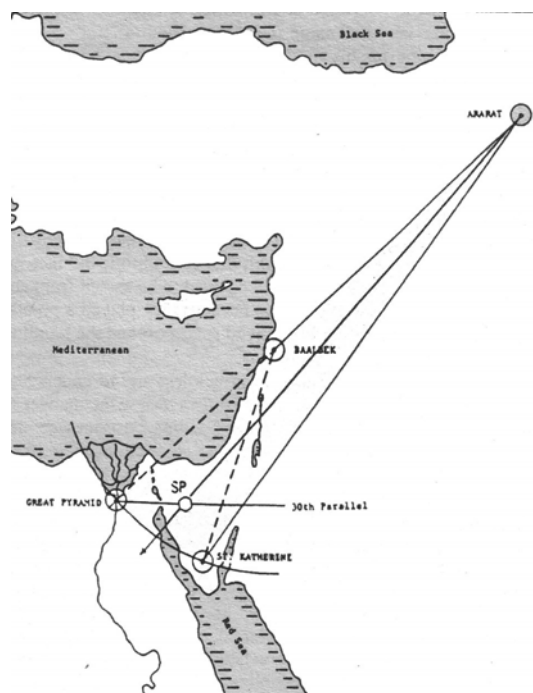 Black Sea
ARARAT
Mediterranean
BAALBEK
SP
GREAT PYRAMID
30th Parallel
ST. KATHERINE
Red Sea